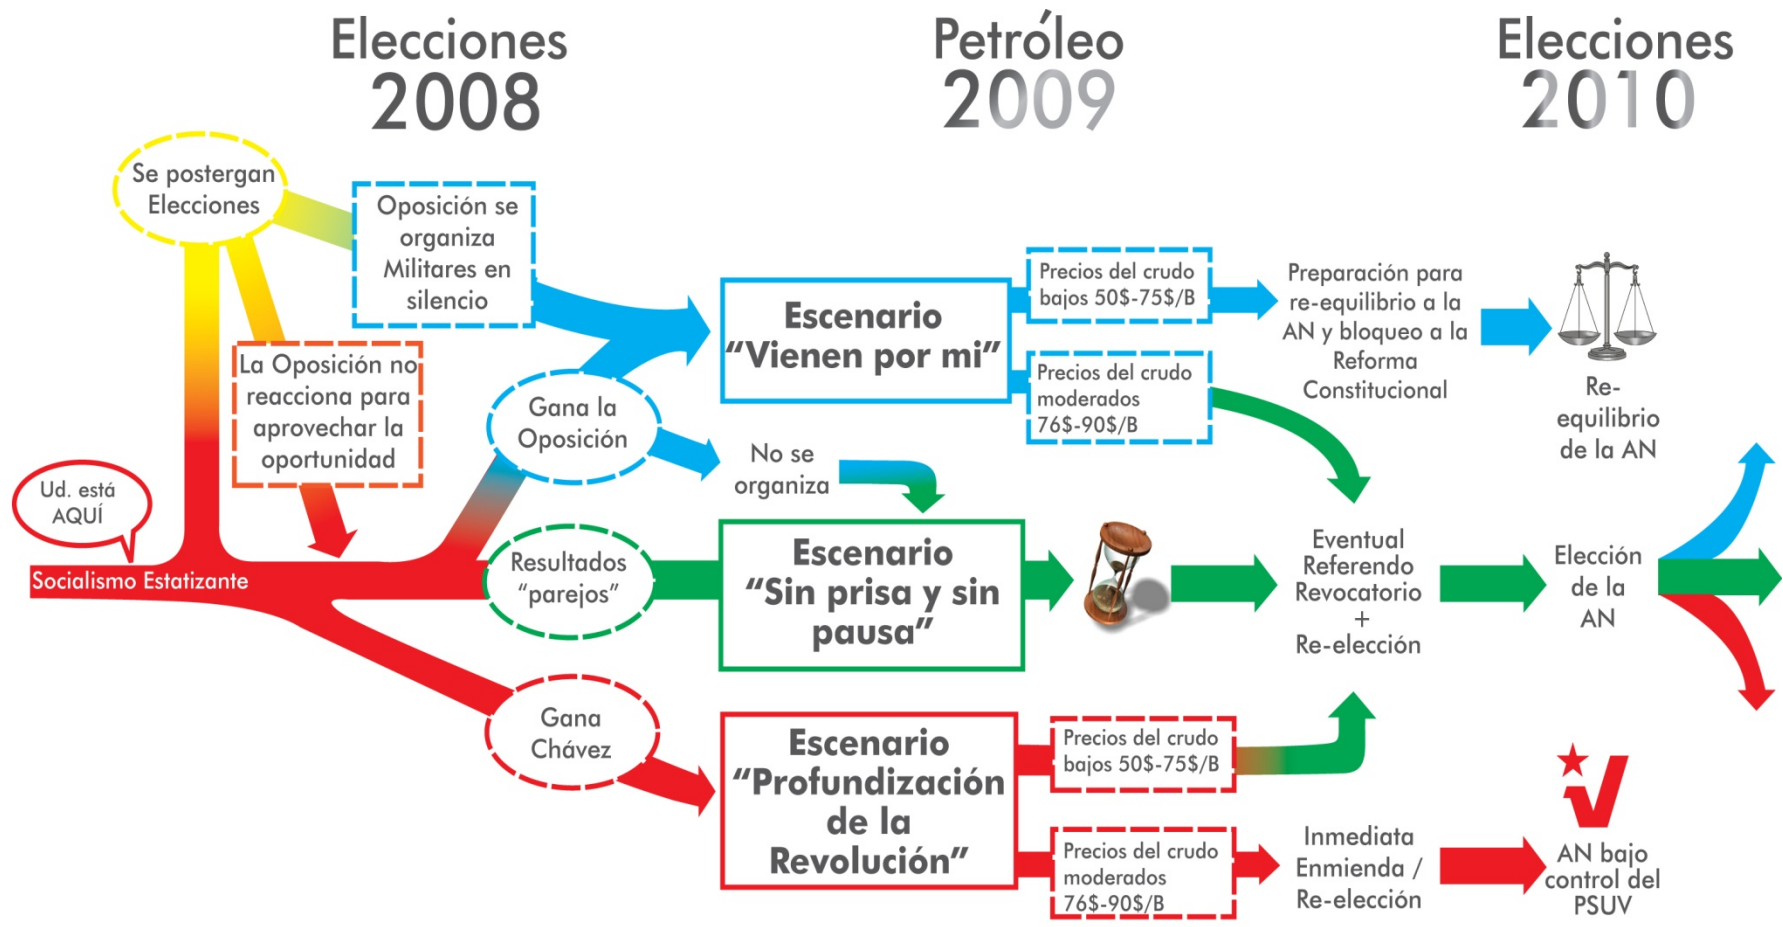 Elecciones
2008
Petróleo
2009
Elecciones
2010
Se postergan
Elecciones
Oposición se
organiza
Militares en
silencio
La Oposición no
reacciona para
aprovechar la
oportunidad
Ud. está
AQUÍ
Socialismo Estatizante
Gana la
Oposición
No se
organiza
Resultados
“parejos”
Gana
Chávez
Escenario
“Vienen por mi”
Precios del crudo
bajos 50$-75$/B
Precios del crudo
moderados
76$-90$/B
Preparación para
re-equilibrio a la
AN y bloqueo a la
Reforma
Constitucional
Re-
equilibrio
de la AN
Escenario
“Sin prisa y sin
pausa”
Eventual
Referendo
Revocatorio
+
Re-elección
Elección
de la
AN
Escenario
“Profundización
de la
Revolución”
Precios del crudo
bajos 50$-75$/B
Precios del crudo
moderados
76$-90$/B
Inmediata
Enmienda /
Re-elección
AN bajo
control del
PSUV